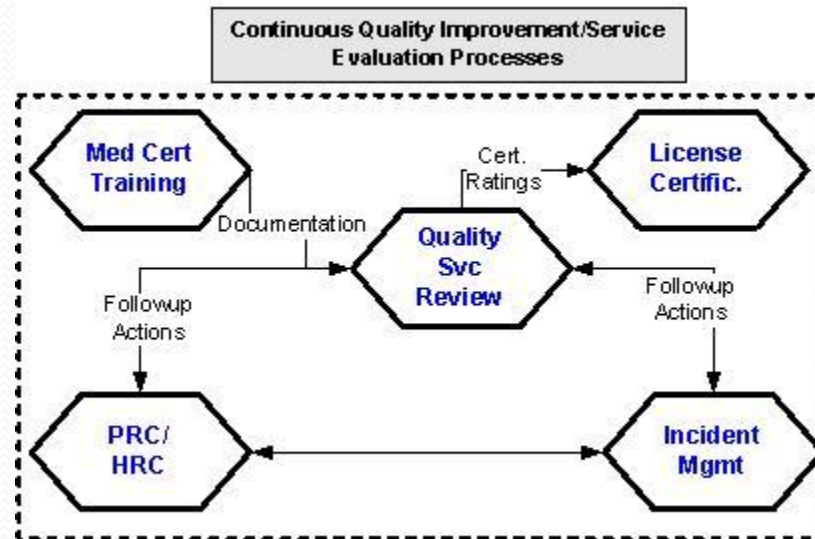 Continuous Quality Improvement/Service
Evaluation Processes
Med Cert
Training
Cert.
Ratings
License
Certific.
Documentation
Quality
Svc
Review
Followup
Actions
Followup
Actions
PRC/
HRC
Incident
Mgmt